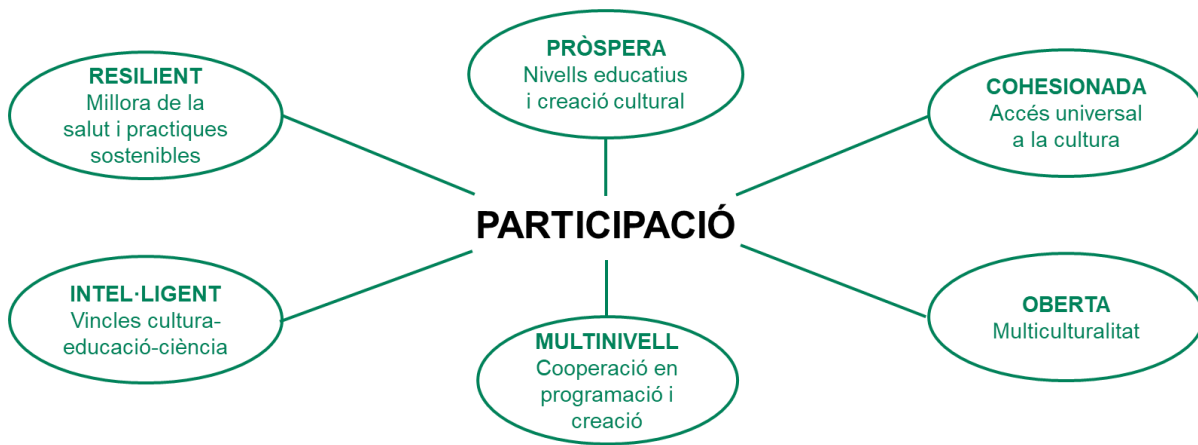 PRÒSPERA
Nivells educatius
i creació cultural
RESILIENT
Millora de la
salut i practiques
sostenibles
COHESIONADA
Accés universal
a la cultura
PARTICIPACIÓ
INTEL·LIGENT
Vincles cultura-
educació-ciència
MULTINIVELL
Cooperació en
programació i
creació
OBERTA
Multiculturalitat